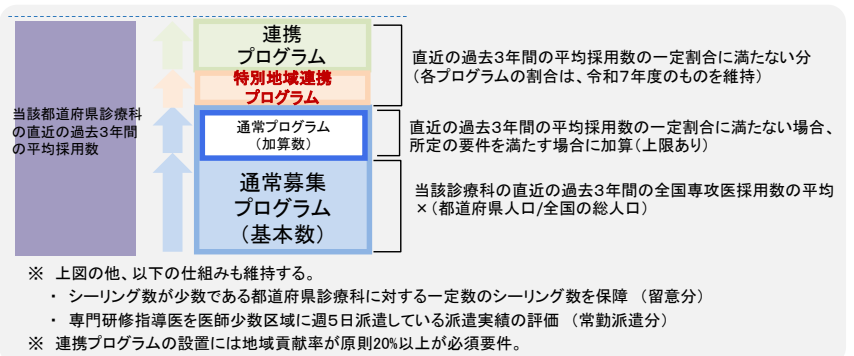 当該都道府県診療科
の直近の過去3年間
の平均採用数
連携
プログラム
特別地域連携
プログラム
直近の過去3年間の平均採用数の一定割合に満たない分
（各プログラムの割合は、令和7年度のものを維持）
通常プログラム
（加算数）
直近の過去3年間の平均採用数の一定割合に満たない場合、
所定の要件を満たす場合に加算（上限あり）
通常募集
プログラム
（基本数）
当該診療科の直近の過去3年間の全国専攻医採用数の平均
×（都道府県人口/全国の総人口）
※ 上図の他、以下の仕組みも維持する。
・ シーリング数が少数である都道府県診療科に対する一定数のシーリング数を保障 （留意分）
・ 専門研修指導医を医師少数区域に週5日派遣している派遣実績の評価 （常勤派遣分）
※ 連携プログラムの設置には地域貢献率が原則20%以上が必須要件。